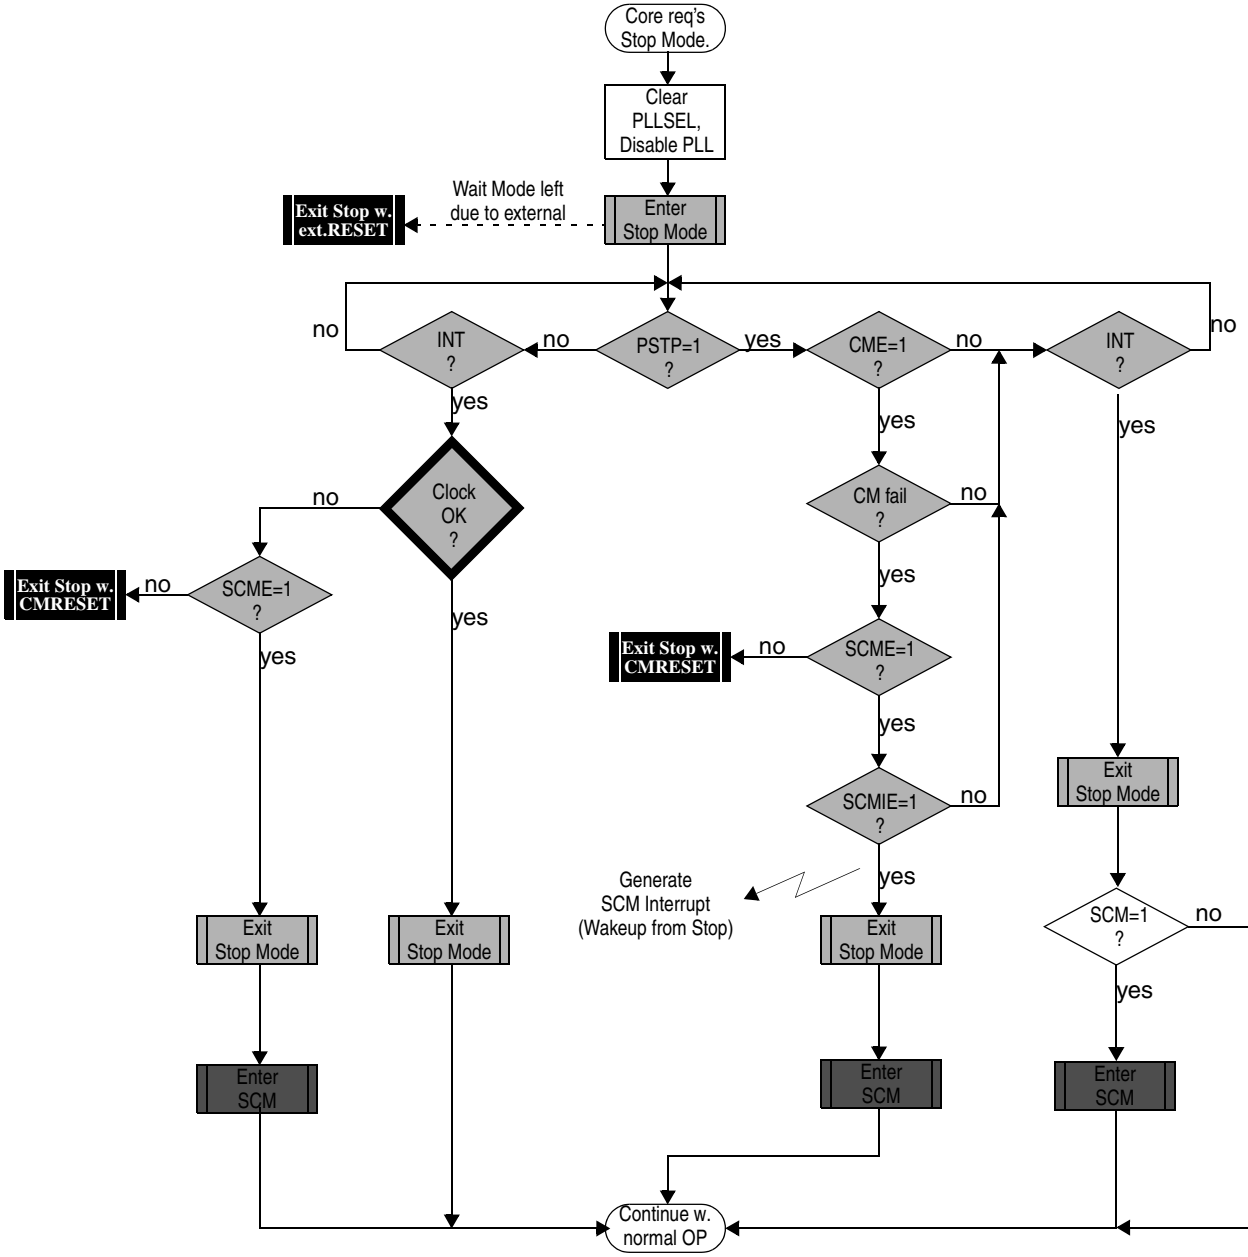 Core req's
Stop Mode.
Clear
PLLSEL,
Disable PLL
Wait Mode left
due to external
Exit Stop w.
ext.RESET
Enter
Stop Mode
no
INT
?
no
PSTP=1
?
yes
CME=1
?
no
INT
?
no
yes
yes
yes
Clock
OK
?
no
CM fail
?
no
Exit Stop w.
CMRESET
no
SCME=1
?
yes
yes
yes
Exit Stop w.
CMRESET
no
SCME=1
?
yes
SCMIE=1
?
no
Exit
Stop Mode
Generate
SCM Interrupt
(Wakeup from Stop)
yes
Exit
Stop Mode
Exit
Stop Mode
Exit
Stop Mode
SCM=1
?
no
yes
Enter
SCM
Enter
SCM
Enter
SCM
Continue w.
normal OP